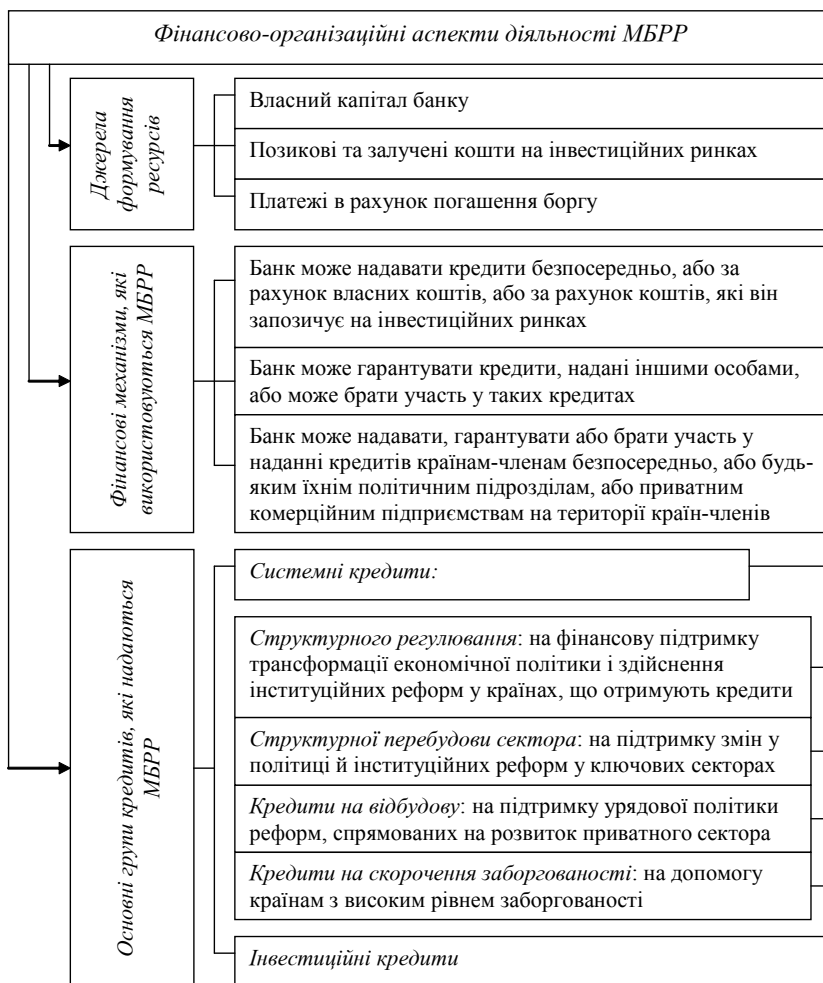 Фінансово-організаційні аспекти діяльності МБРР
Джерела
формування
ресурсів
Власний капітал банку
Позикові та залучені кошти на інвестиційних ринках
Платежі в рахунок погашення боргу
Фінансові механізми, які
використовуються МБРР
Банк може надавати кредити безпосередньо, або за
рахунок власних коштів, або за рахунок коштів, які він
запозичує на інвестиційних ринках
Банк може гарантувати кредити, надані іншими особами,
або може брати участь у таких кредитах
Банк може надавати, гарантувати або брати участь у
наданні кредитів країнам-членам безпосередньо, або будь-
яким їхнім політичним підрозділам, або приватним
комерційним підприємствам на території країн-членів
Основні групи кредитів, які надаються
МБРР
Системні кредити:
Структурного регулювання: на фінансову підтримку
трансформації економічної політики і здійснення
інституційних реформ у країнах, що отримують кредити
Структурної перебудови сектора: на підтримку змін у
політиці й інституційних реформ у ключових секторах
Кредити на відбудову: на підтримку урядової політики
реформ, спрямованих на розвиток приватного сектора
Кредити на скорочення заборгованості: на допомогу
країнам з високим рівнем заборгованості
Інвестиційні кредити